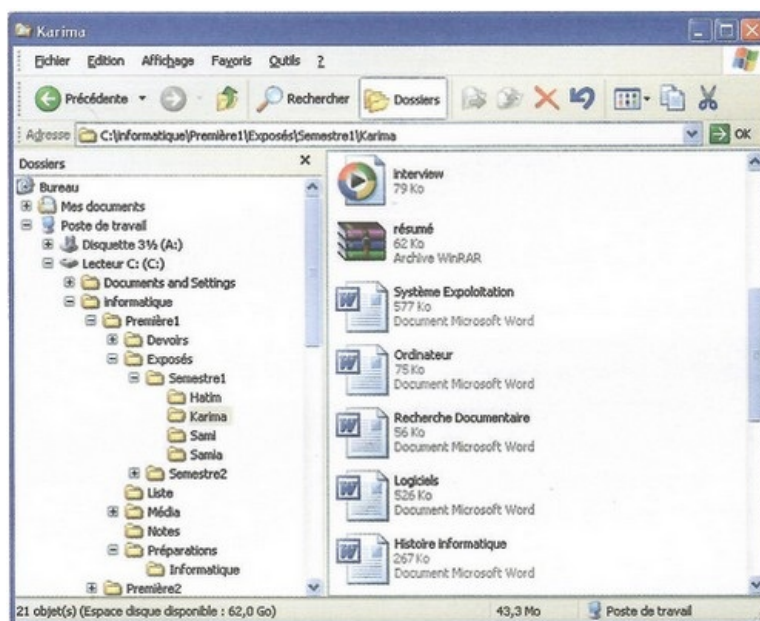 Karima
Fichier Edition Affichage Favoris Outils ?
Précédente Rechercher Dossiers
Adresse C:\Informatique\Première1\Exposés\Semestre1\Karima OK
Dossiers x
Bureau
Mes documents
Poste de travail
Disquette 3½ (A:)
Lecteur C: (C:)
Documents and Settings
Informatique
Première1
Devoirs
Exposés
Semestre1
Hatim
Karima
Sami
Samia
Semestre2
Liste
Média
Notes
Préparations
Informatique
Première2
interview
79 Ko
résumé
62 Ko
Archive WinRAR
Système Expoloitation
577 Ko
Document Microsoft Word
Ordinateur
75 Ko
Document Microsoft Word
Recherche Documentaire
56 Ko
Document Microsoft Word
Logiciels
526 Ko
Document Microsoft Word
Histoire informatique
267 Ko
Document Microsoft Word
21 objet(s) (Espace disque disponible : 62,0 Go) 43,3 Mo Poste de travail